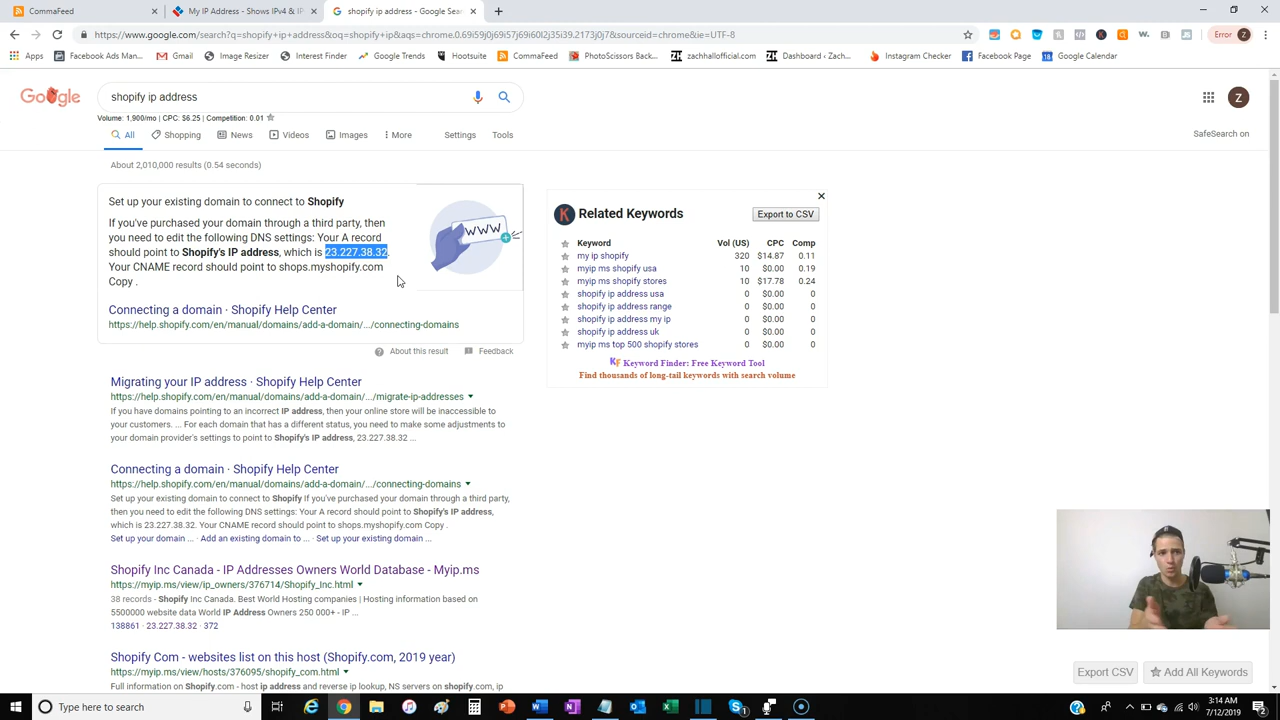 CommaFeed
My IP Address - Shows IPv4 & IP
shopify ip address - Google Sea
https://www.google.com/search?q=shopify+ip+address&oq=shopify+ip&aqs=chrome.0.69i59j0j69i57j69i60l2j35i39.2173j0j7&sourceid=chrome&ie=UTF-8
Error Z
Apps
Facebook Ads Man...
Gmail
Image Resizer
Interest Finder
Google Trends
Hootsuite
CommaFeed
PhotoScissors Back...
zachhallofficial.com
Dashboard ‹ Zach...
Instagram Checker
Facebook Page
Google Calendar
shopify ip address
Z
Volume: 1,900/mo | CPC: $6.25 | Competition: 0.01
All
Shopping
News
Videos
Images
More
Settings
Tools
SafeSearch on
About 2,010,000 results (0.54 seconds)
Set up your existing domain to connect to Shopify
If you've purchased your domain through a third party, then
you need to edit the following DNS settings: Your A record
should point to Shopify's IP address, which is 23.227.38.32.
Your CNAME record should point to shops.myshopify.com
Copy .
WWW
Connecting a domain · Shopify Help Center
https://help.shopify.com/en/manual/domains/add-a-domain/.../connecting-domains
About this result
Feedback
Migrating your IP address · Shopify Help Center
https://help.shopify.com/en/manual/domains/add-a-domain/.../migrate-ip-addresses
If you have domains pointing to an incorrect IP address, then your online store will be inaccessible to
your customers. ... For each domain that has a different status, you need to make some adjustments to
your domain provider's settings to point to Shopify's IP address, 23.227.38.32 ...
Connecting a domain · Shopify Help Center
https://help.shopify.com/en/manual/domains/add-a-domain/.../connecting-domains
Set up your existing domain to connect to Shopify If you've purchased your domain through a third party,
then you need to edit the following DNS settings: Your A record should point to Shopify's IP address,
which is 23.227.38.32. Your CNAME record should point to shops.myshopify.com Copy .
Set up your domain ... · Add an existing domain to ... · Set up your existing domain ...
Shopify Inc Canada - IP Addresses Owners World Database - Myip.ms
https://myip.ms/view/ip_owners/376714/Shopify_Inc.html
38 records - Shopify Inc Canada. Best World Hosting companies | Hosting information based on
5500000 website data World IP Address Owners 250 000+ - IP ...
138861 · 23.227.38.32 · 372
Shopify Com - websites list on this host (Shopify.com, 2019 year)
https://myip.ms/view/hosts/376095/shopify_com.html
Full information on Shopify.com - host ip address and reverse ip lookup, NS servers on shopify.com, ip
K Related Keywords
Export to CSV
Keyword Vol (US) CPC Comp
my ip shopify 320 $14.87 0.11
myip ms shopify usa 10 $0.00 0.19
myip ms shopify stores 10 $17.78 0.24
shopify ip address usa 0 $0.00 0
shopify ip address range 0 $0.00 0
shopify ip address my ip 0 $0.00 0
shopify ip address uk 0 $0.00 0
myip ms top 500 shopify stores 0 $0.00 0
KF Keyword Finder: Free Keyword Tool
Find thousands of long-tail keywords with search volume
Export CSV
Add All Keywords
Type here to search
3:14 AM
7/12/2019